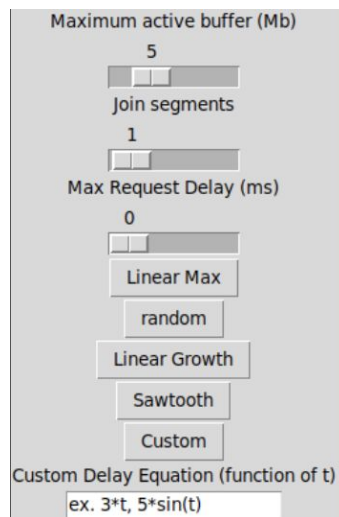 Maximum active buffer (Mb)
5
Join segments
1
Max Request Delay (ms)
0
Linear Max
random
Linear Growth
Sawtooth
Custom
Custom Delay Equation (function of t)
ex. 3*t, 5*sin(t)